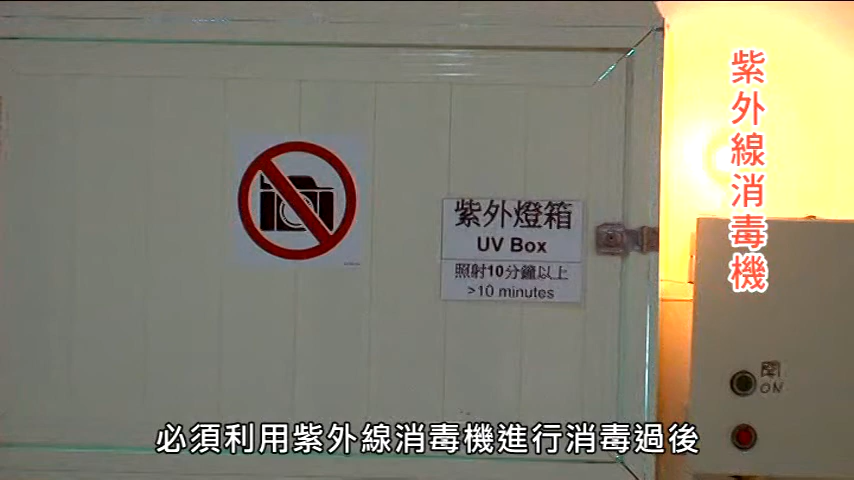 紫外線消毒機
紫外燈箱
UV Box
照射10分鐘以上
>10 minutes
開
ON
必須利用紫外線消毒機進行消毒過後